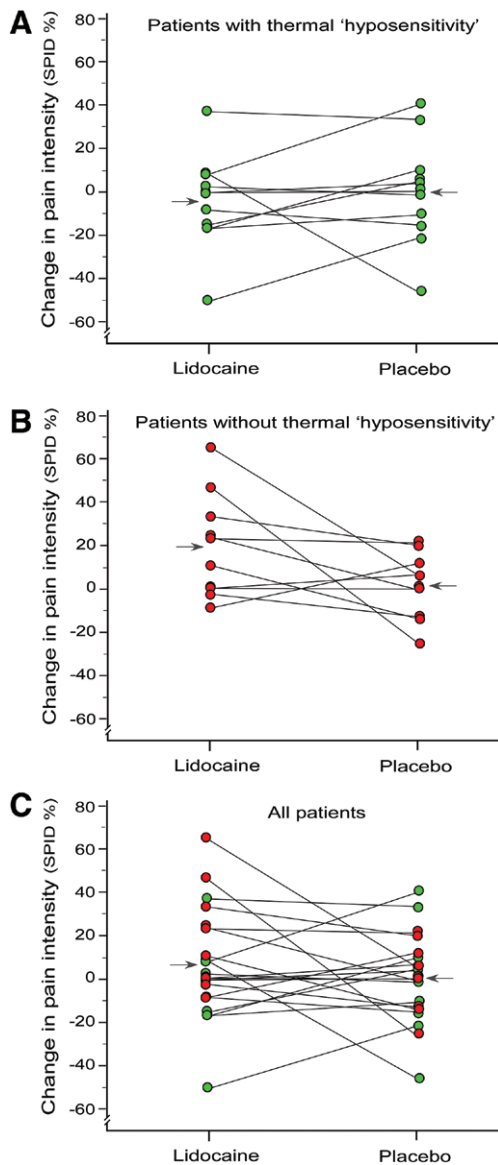 A
Patients with thermal 'hyposensitivity'
Change in pain intensity (SPID %)
80
60
40
20
0
-20
-40
-60
Lidocaine
Placebo
B
Patients without thermal 'hyposensitivity'
Change in pain intensity (SPID %)
80
60
40
20
0
-20
-40
-60
Lidocaine
Placebo
C
All patients
Change in pain intensity (SPID %)
80
60
40
20
0
-20
-40
-60
Lidocaine
Placebo